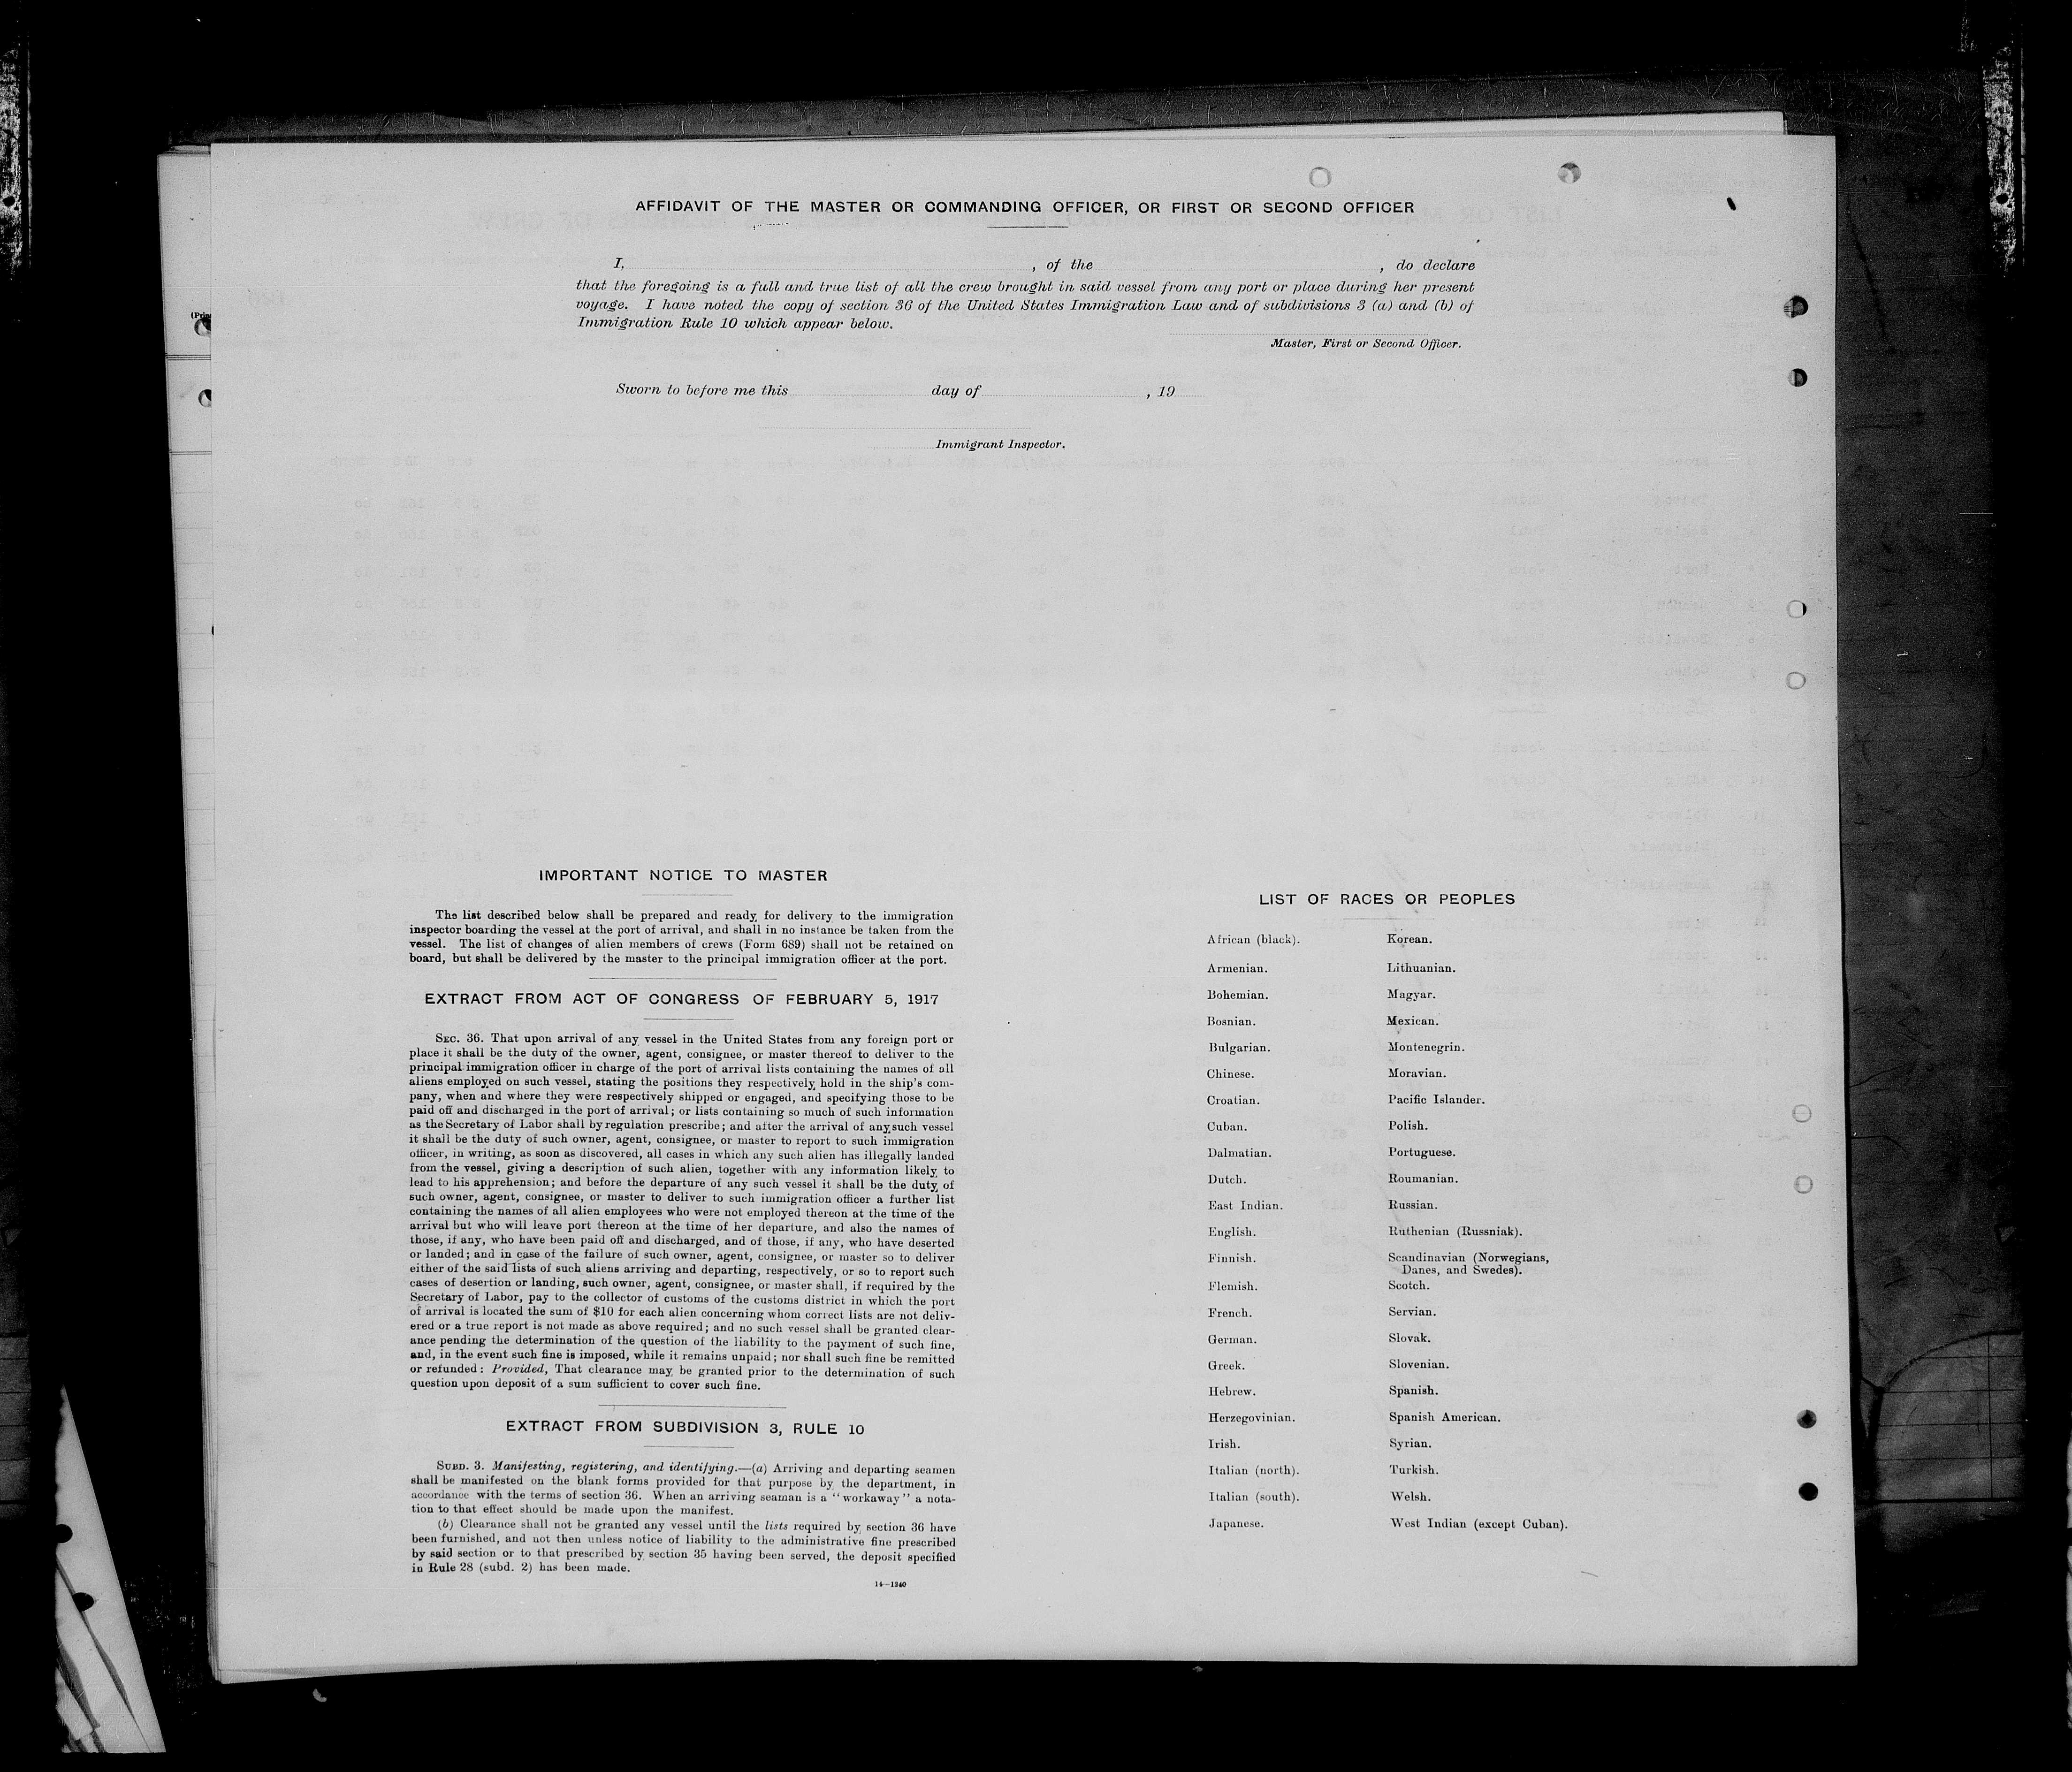 AFFIDAVIT OF THE MASTER OR COMMANDING OFFICER, OR FIRST OR SECOND OFFICER
I, , of the , do declare
that the foregoing is a full and true list of all the crew brought in said vessel from any port or place during her present
voyage. I have noted the copy of section 36 of the United States Immigration Law and of subdivisions 3 (a) and (b) of
Immigration Rule 10 which appear below.
Master, First or Second Officer.
Sworn to before me this day of , 19
Immigrant Inspector.
IMPORTANT NOTICE TO MASTER
The list described below shall be prepared and ready for delivery to the immigration
inspector boarding the vessel at the port of arrival, and shall in no instance be taken from the
vessel. The list of changes of alien members of crews (Form 689) shall not be retained on
board, but shall be delivered by the master to the principal immigration officer at the port.
EXTRACT FROM ACT OF CONGRESS OF FEBRUARY 5, 1917
SEC. 36. That upon arrival of any vessel in the United States from any foreign port or
place it shall be the duty of the owner, agent, consignee, or master thereof to deliver to the
principal immigration officer in charge of the port of arrival lists containing the names of all
aliens employed on such vessel, stating the positions they respectively hold in the ship's com-
pany, when and where they were respectively shipped or engaged, and specifying those to be
paid off and discharged in the port of arrival; or lists containing so much of such information
as the Secretary of Labor shall by regulation prescribe; and after the arrival of any such vessel
it shall be the duty of such owner, agent, consignee, or master to report to such immigration
officer, in writing, as soon as discovered, all cases in which any such alien has illegally landed
from the vessel, giving a description of such alien, together with any information likely to
lead to his apprehension; and before the departure of any such vessel it shall be the duty of
such owner, agent, consignee, or master to deliver to such immigration officer a further list
containing the names of all alien employees who were not employed thereon at the time of the
arrival but who will leave port thereon at the time of her departure, and also the names of
those, if any, who have been paid off and discharged, and of those, if any, who have deserted
or landed; and in case of the failure of such owner, agent, consignee, or master so to deliver
either of the said lists of such aliens arriving and departing, respectively, or so to report such
cases of desertion or landing, such owner, agent, consignee, or master shall, if required by the
Secretary of Labor, pay to the collector of customs of the customs district in which the port
of arrival is located the sum of $10 for each alien concerning whom correct lists are not deliv-
ered or a true report is not made as above required; and no such vessel shall be granted clear-
ance pending the determination of the question of the liability to the payment of such fine,
and, in the event such fine is imposed, while it remains unpaid; nor shall such fine be remitted
or refunded: Provided, That clearance may be granted prior to the determination of such
question upon deposit of a sum sufficient to cover such fine.
EXTRACT FROM SUBDIVISION 3, RULE 10
SUBD. 3. Manifesting, registering, and identifying.—(a) Arriving and departing seamen
shall be manifested on the blank forms provided for that purpose by the department, in
accordance with the terms of section 36. When an arriving seaman is a "workaway" a nota-
tion to that effect should be made upon the manifest.
(b) Clearance shall not be granted any vessel until the lists required by section 36 have
been furnished, and not then unless notice of liability to the administrative fine prescribed
by said section or to that prescribed by section 35 having been served, the deposit specified
in Rule 28 (subd. 2) has been made.
14—1240
LIST OF RACES OR PEOPLES
African (black).
Armenian.
Bohemian.
Bosnian.
Bulgarian.
Chinese.
Croatian.
Cuban.
Dalmatian.
Dutch.
East Indian.
English.
Finnish.
Flemish.
French.
German.
Greek.
Hebrew.
Herzegovinian.
Irish.
Italian (north).
Italian (south).
Japanese.
Korean.
Lithuanian.
Magyar.
Mexican.
Montenegrin.
Moravian.
Pacific Islander.
Polish.
Portuguese.
Roumanian.
Russian.
Ruthenian (Russniak).
Scandinavian (Norwegians,
Danes, and Swedes).
Scotch.
Servian.
Slovak.
Slovenian.
Spanish.
Spanish American.
Syrian.
Turkish.
Welsh.
West Indian (except Cuban).